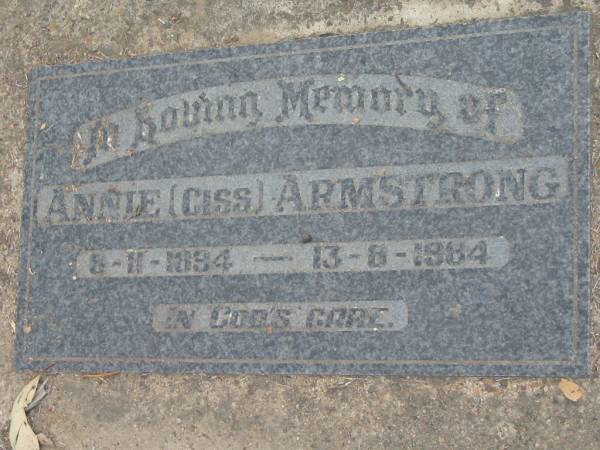 In Loving Memory of
ANNIE (CISS) ARMSTRONG
8-11-1894 — 13-8-1984
IN GOD'S CARE.